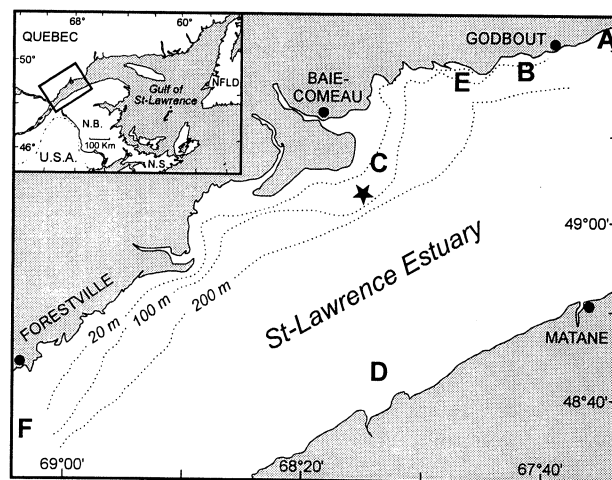 68° 60°
QUEBEC
50°
Gulf of
St-Lawrence
NFLD
N.B.
100 Km
46°
U.S.A.
N.S.
GODBOUT
A
B
E
BAIE-
COMEAU
C
49°00'
St-Lawrence Estuary
FORESTVILLE
20 m
100 m
200 m
MATANE
D
48°40'
F
69°00' 68°20' 67°40'